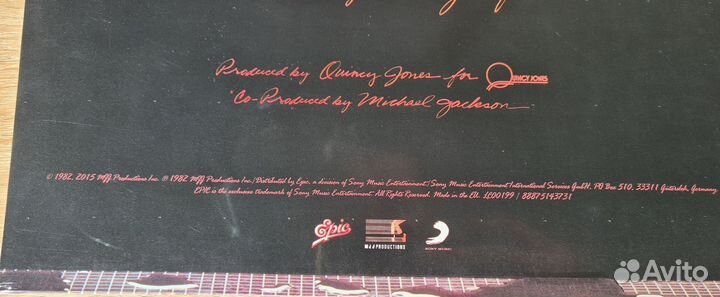 Produced by Quincy Jones for QUINCY JONES
*Co-Produced by Michael Jackson
© 1982, 2015 MJJ Productions Inc. ℗ 1982 MJJ Productions Inc./Distributed by Epic, a division of Sony Music Entertainment/Sony Music Entertainment International Services GmbH, PO Box 510, 33311 Gütersloh, Germany
EPIC is the exclusive trademark of Sony Music Entertainment. All Rights Reserved. Made in the EU. LC00199 / 88875143731
Epic
MJJ PRODUCTIONS
SONY MUSIC
Avito